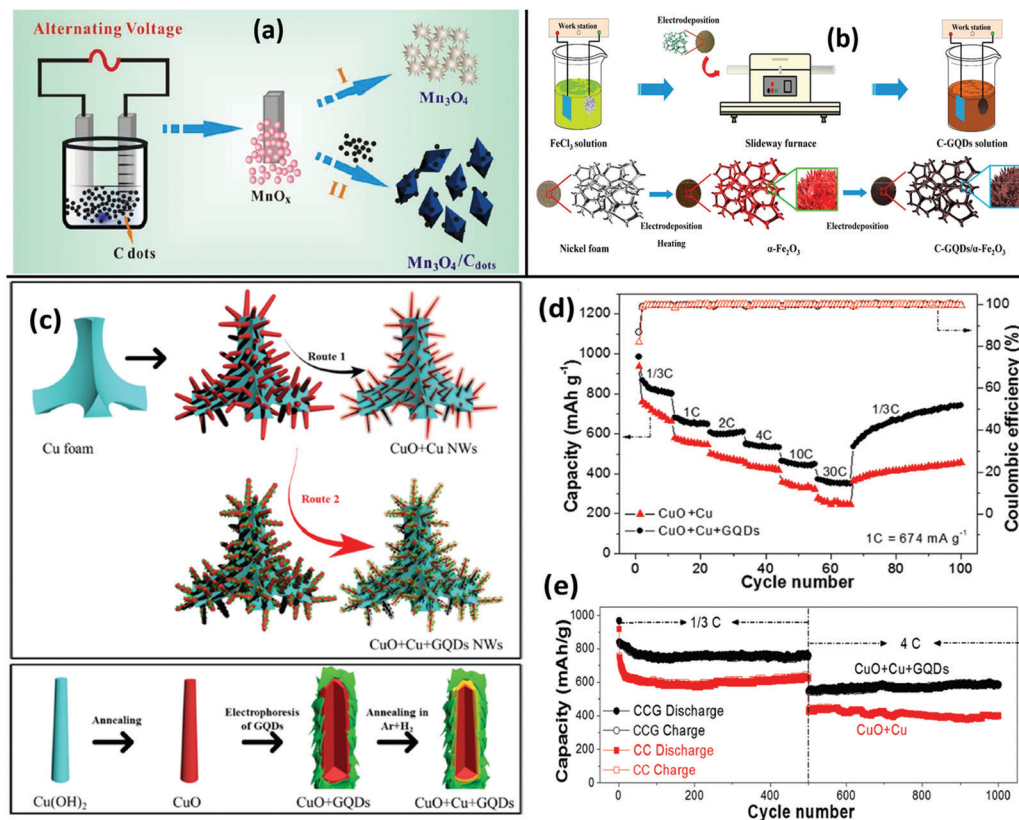 (a)
Alternating Voltage
C dots
MnOx
I
II
Mn3O4
Mn3O4/Cdots
(b)
Work station
Electrodeposition
Work station
FeCl3 solution
Slideway furnace
C-GQDs solution
Nickel foam
Electrodeposition
Heating
α-Fe2O3
Electrodeposition
C-GQDs/α-Fe2O3
(c)
Cu foam
Route 1
CuO+Cu NWs
Route 2
CuO+Cu+GQDs NWs
Cu(OH)2
Annealing
CuO
Electrophoresis
of GQDs
CuO+GQDs
Annealing in
Ar+H2
CuO+Cu+GQDs
(d)
Capacity (mAh g-1)
1200
1000
800
600
400
200
0
1/3C
1C
2C
4C
10C
30C
1/3C
CuO +Cu
CuO+Cu+GQDs
1C = 674 mA g-1
0 20 40 60 80 100
Cycle number
100
80
60
40
20
0
Coulombic efficiency (%)
(e)
Capacity (mAh/g)
1000
800
600
400
200
0
1/3 C
4 C
CuO+Cu+GQDs
CuO+Cu
CCG Discharge
CCG Charge
CC Discharge
CC Charge
0 200 400 600 800 1000
Cycle number